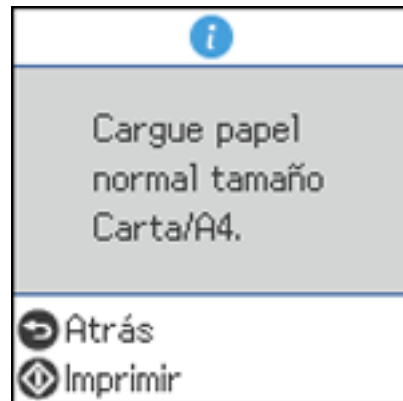 Cargue papel
normal tamaño
Carta/A4.
Atrás
Imprimir